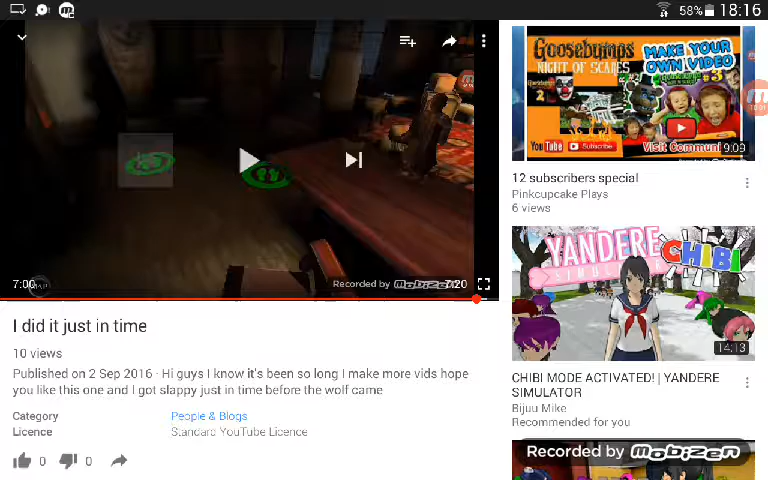 58% 18:16
7:00
Recorded by mobizen
7:20
I did it just in time
10 views
Published on 2 Sep 2016 · Hi guys I know it's been so long I make more vids hope
you like this one and I got slappy just in time before the wolf came
Category People & Blogs
Licence Standard YouTube Licence
0 0
Goosebumps
NIGHT OF SCARES
MAKE YOUR
OWN VIDEO
#3
2
YouTube Subscribe
Visit Communi
9:09
12 subscribers special
Pinkcupcake Plays
6 views
YANDERE
CHIBI
14:13
CHIBI MODE ACTIVATED! | YANDERE
SIMULATOR
Bijuu Mike
Recommended for you
Recorded by mobizen